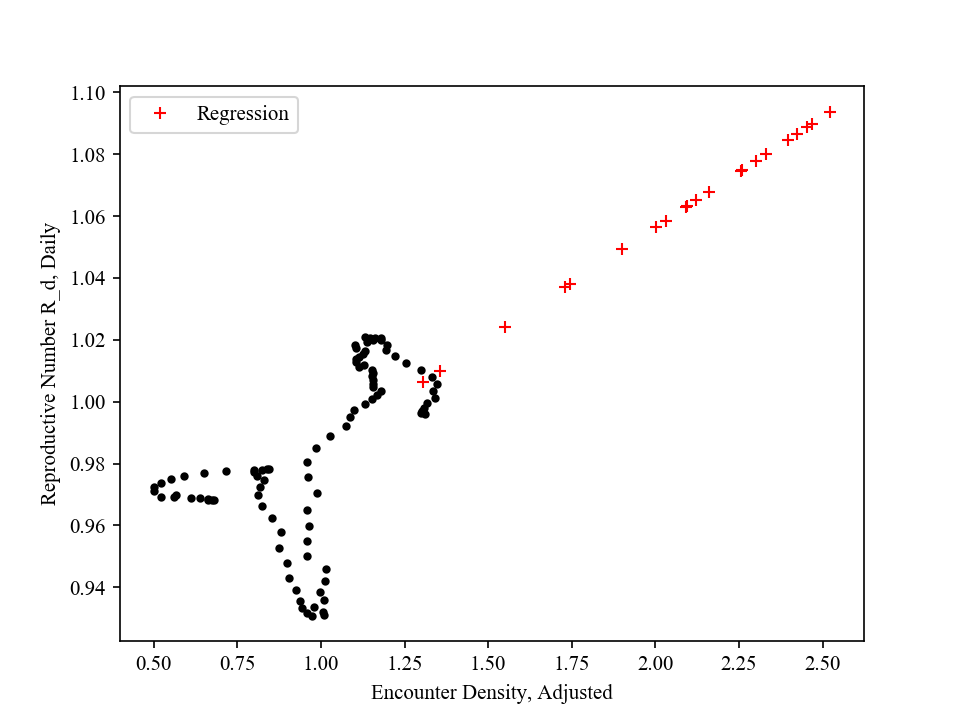 Regression
1.10
1.08
1.06
1.04
1.02
1.00
0.98
0.96
0.94
Reproductive Number R_d, Daily
0.50 0.75 1.00 1.25 1.50 1.75 2.00 2.25 2.50
Encounter Density, Adjusted